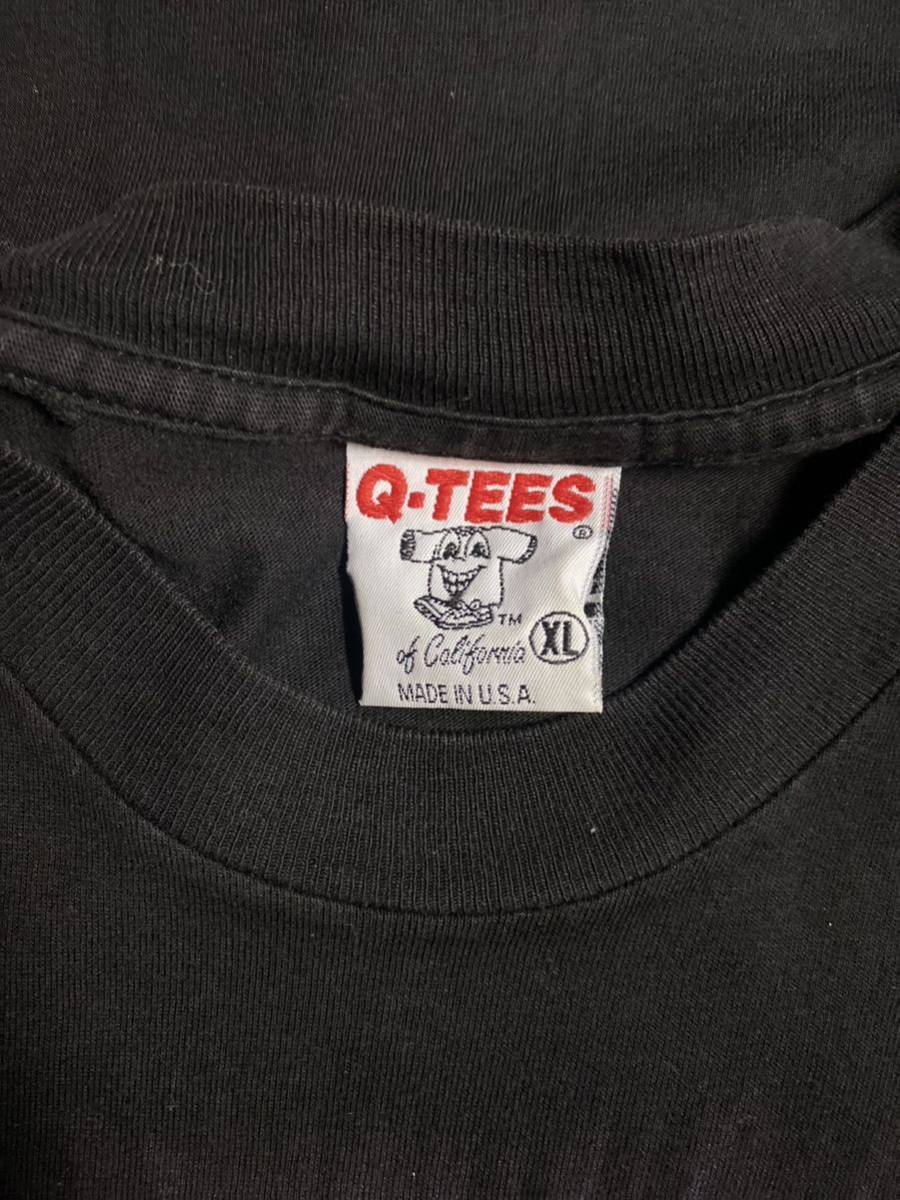 Q-TEES
®
TM
of California XL
MADE IN U.S.A.